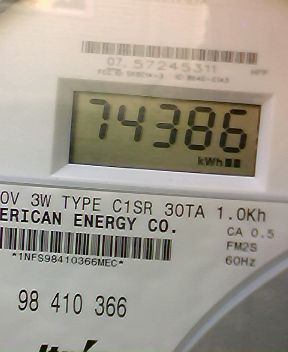 07. 57245311
HPP
74386
kWh
0V 3W TYPE C1SR 30TA 1.0Kh
ERICAN ENERGY CO.
CA 0.5
FM2S
*1NFS98410366MEC*
60Hz
98 410 366